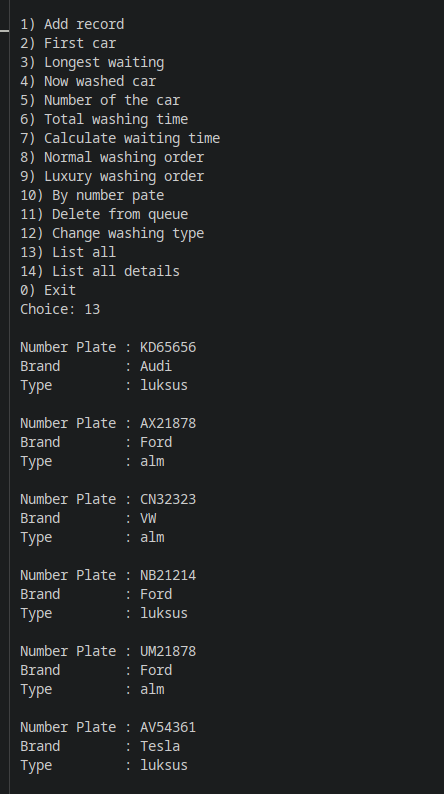 1) Add record
2) First car
3) Longest waiting
4) Now washed car
5) Number of the car
6) Total washing time
7) Calculate waiting time
8) Normal washing order
9) Luxury washing order
10) By number pate
11) Delete from queue
12) Change washing type
13) List all
14) List all details
0) Exit
Choice: 13

Number Plate : KD65656
Brand        : Audi
Type         : luksus

Number Plate : AX21878
Brand        : Ford
Type         : alm

Number Plate : CN32323
Brand        : VW
Type         : alm

Number Plate : NB21214
Brand        : Ford
Type         : luksus

Number Plate : UM21878
Brand        : Ford
Type         : alm

Number Plate : AV54361
Brand        : Tesla
Type         : luksus